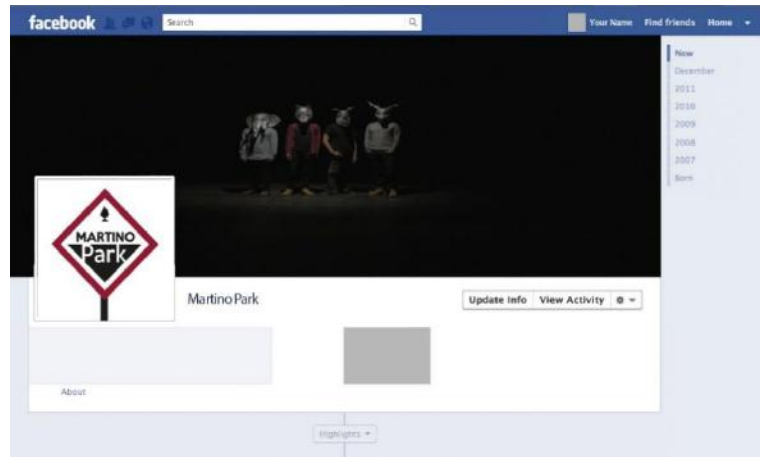 facebook
Search
Your Name Find friends Home
Now
December
2011
2010
2009
2008
2007
Born
MARTINO
Park
Martino Park
Update Info View Activity
About
Highlights